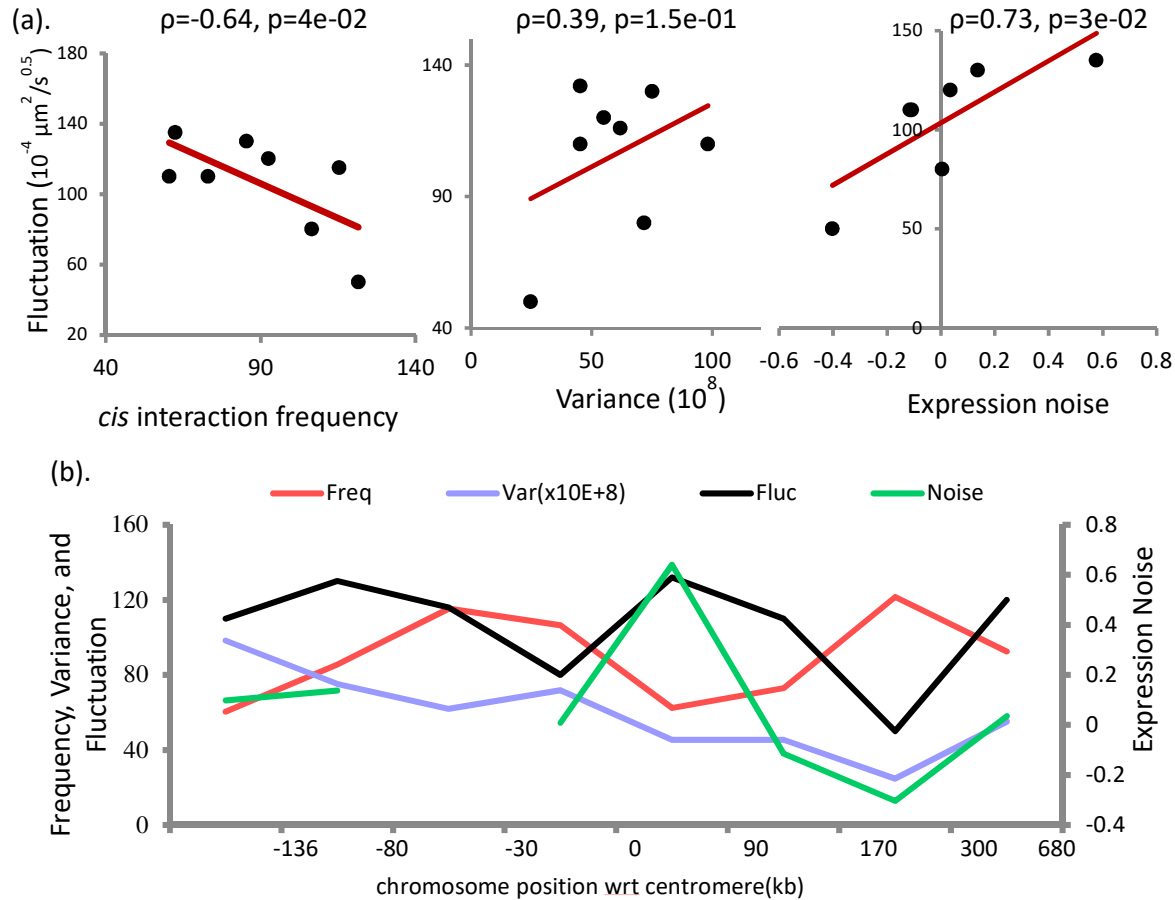 (a).
ρ=-0.64, p=4e-02
ρ=0.39, p=1.5e-01
ρ=0.73, p=3e-02
Fluctuation (10⁻⁴ µm²/s⁰·⁵)
180
140
100
60
20
40
90
140
cis interaction frequency
140
90
40
0
50
100
Variance (10⁸)
150
100
50
0
-0.6
-0.4
-0.2
0
0.2
0.4
0.6
0.8
Expression noise
(b).
Freq
Var(x10E+8)
Fluc
Noise
Frequency, Variance, and
Fluctuation
160
120
80
40
0
0.8
0.6
0.4
0.2
0
-0.2
-0.4
Expression Noise
-136
-80
-30
0
90
170
300
680
chromosome position wrt centromere(kb)